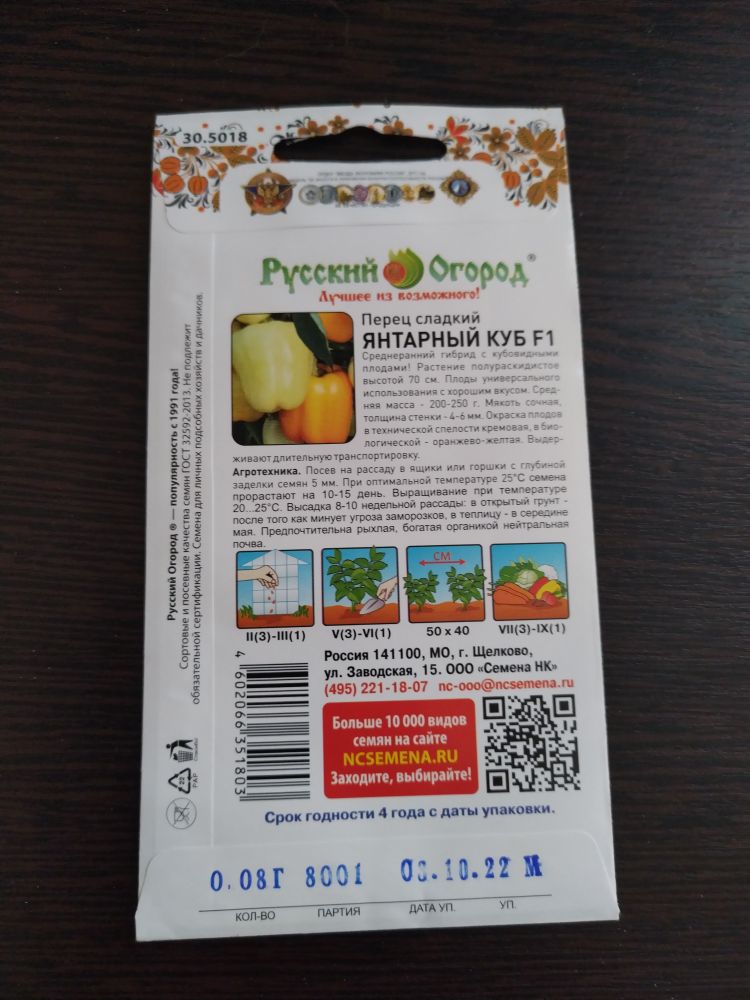 30.5018
Русский Огород®
Лучшее из возможного!
Перец сладкий
ЯНТАРНЫЙ КУБ F1
Среднеранний гибрид с кубовидными
плодами! Растение полураскидистое
высотой 70 см. Плоды универсального
использования с хорошим вкусом. Сред-
няя масса - 200-250 г. Мякоть сочная,
толщина стенки - 4-6 мм. Окраска плодов
в технической спелости кремовая, в био-
логической - оранжево-желтая. Выдер-
живают длительную транспортировку.
Агротехника. Посев на рассаду в ящики или горшки с глубиной
заделки семян 5 мм. При оптимальной температуре 25°С семена
прорастают на 10-15 день. Выращивание при температуре
20...25°С. Высадка 8-10 недельной рассады: в открытый грунт -
после того как минует угроза заморозков, в теплицу - в середине
мая. Предпочтительна рыхлая, богатая органикой нейтральная
почва.
СМ
II(3)-III(1)
V(3)-VI(1)
50 x 40
VII(3)-IX(1)
Россия 141100, МО, г. Щелково,
ул. Заводская, 15. ООО «Семена НК»
(495) 221-18-07 nc-ooo@ncsemena.ru
4 602066 351803
Больше 10 000 видов
семян на сайте
NCSEMENA.RU
Заходите, выбирайте!
Срок годности 4 года с даты упаковки.
Русский Огород ® — популярность с 1991 года!
Сортовые и посевные качества семян ГОСТ 32592-2013. Не подлежит
обязательной сертификации. Семена для личных подсобных хозяйств и дачников.
Спасибо!
20
PAP
0.08Г 8001 03.10.22 М
КОЛ-ВО ПАРТИЯ ДАТА УП. УП.